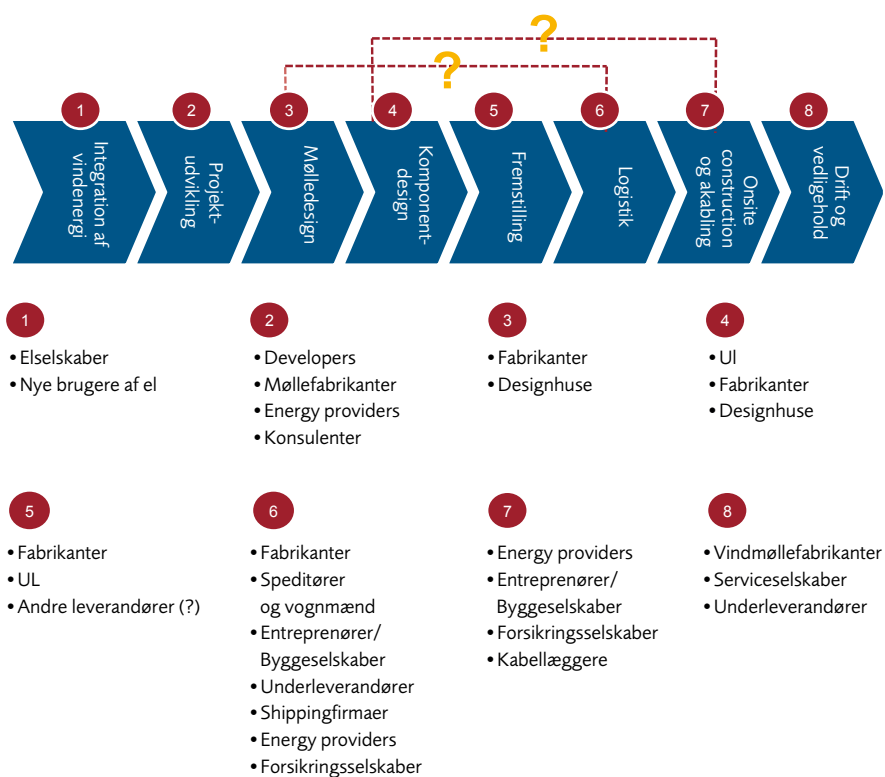 ?
?
1
2
3
4
5
6
7
8
Integration af
vindenergi
Projekt-
udvikling
Mølledesign
Komponent-
design
Fremstilling
Logistik
Onsite
construction
og akabling
Drift og
vedligehold
1
• Elselskaber
• Nye brugere af el
2
• Developers
• Møllefabrikanter
• Energy providers
• Konsulenter
3
• Fabrikanter
• Designhuse
4
• Ul
• Fabrikanter
• Designhuse
5
• Fabrikanter
• UL
• Andre leverandører (?)
6
• Fabrikanter
• Speditører
og vognmænd
• Entreprenører/
Byggeselskaber
• Underleverandører
• Shippingfirmaer
• Energy providers
• Forsikringsselskaber
7
• Energy providers
• Entreprenører/
Byggeselskaber
• Forsikringsselskaber
• Kabellæggere
8
• Vindmøllefabrikanter
• Serviceselskaber
• Underleverandører